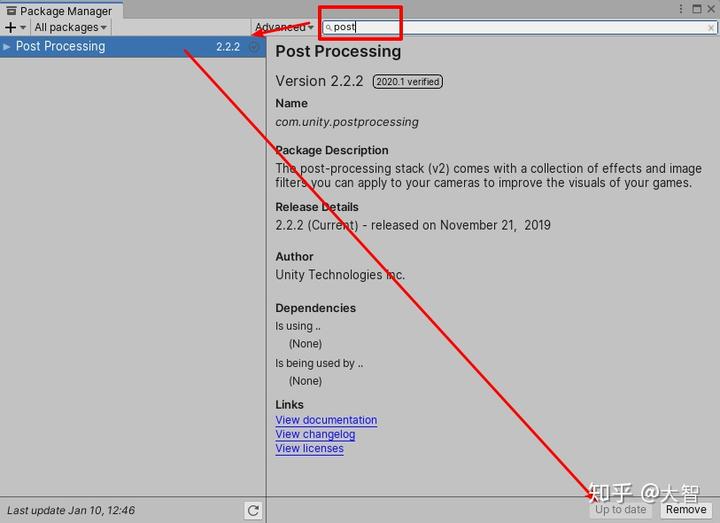 Package Manager
+ All packages Advanced post
Post Processing 2.2.2
Post Processing
Version 2.2.2 2020.1 verified
Name
com.unity.postprocessing
Package Description
The post-processing stack (v2) comes with a collection of effects and image
filters you can apply to your cameras to improve the visuals of your games.
Release Details
2.2.2 (Current) - released on November 21, 2019
Author
Unity Technologies Inc.
Dependencies
Is using ..
(None)
Is being used by ..
(None)
Links
View documentation
View changelog
View licenses
知乎 @大智
Last update Jan 10, 12:46 Up to date Remove